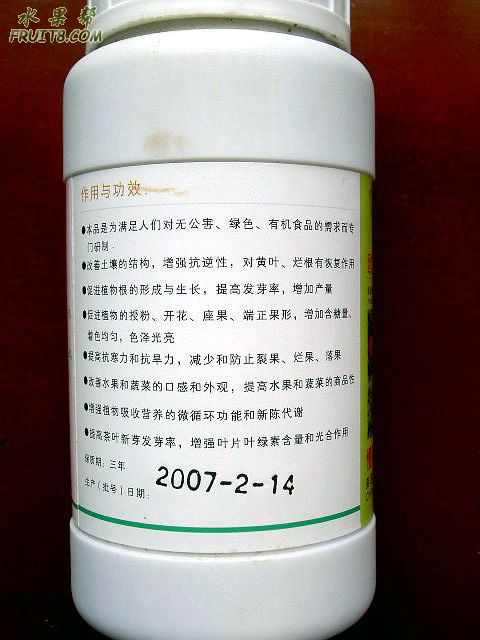 水果帮
FRUIT8.COM
作用与功效:
●本品是为满足人们对无公害、绿色、有机食品的需求而专
门研制.
●改善土壤的结构，增强抗逆性，对黄叶、烂根有恢复作用
●促进植物根的形成与生长，提高发芽率，增加产量
●促进植物的授粉、开花、座果、端正果形，增加含糖量、
着色均匀，色泽光亮
●提高抗寒力和抗旱力，减少和防止裂果、烂果、落果
●改善水果和蔬菜的口感和外观，提高水果和蔬菜的商品性
●增强植物吸收营养的微循环功能和新陈代谢
●提高茶叶新芽发芽率，增强叶片叶绿素含量和光合作用
保质期：三年
生产（批号）日期：
2007-2-14